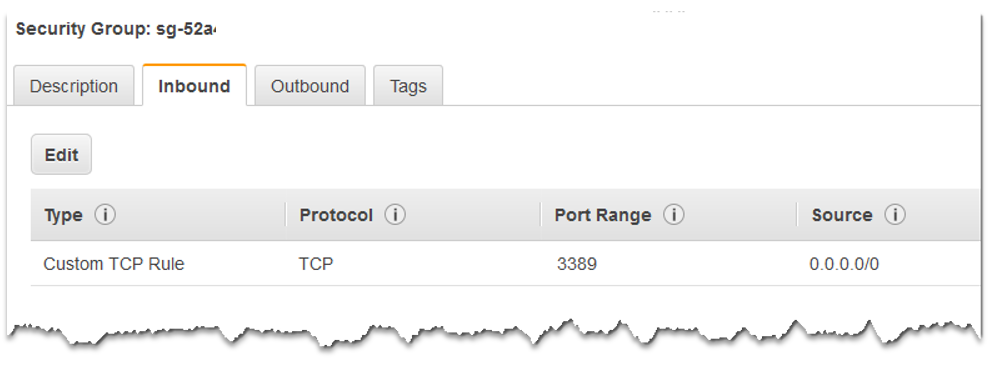 Security Group: sg-52a4
Description Inbound Outbound Tags
Edit
Type Protocol Port Range Source
Custom TCP Rule TCP 3389 0.0.0.0/0